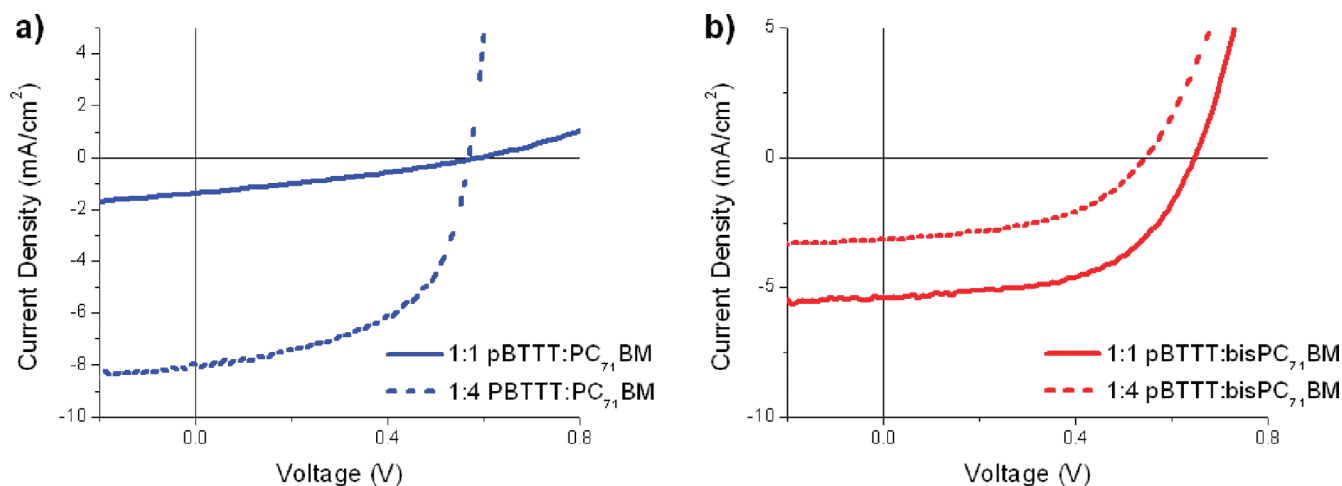 a)
Current Density (mA/cm²)
4
2
0
-2
-4
-6
-8
-10
0.0
0.4
0.8
Voltage (V)
1:1 pBTTT:PC₇₁BM
1:4 PBTTT:PC₇₁BM
b)
Current Density (mA/cm²)
5
0
-5
-10
0.0
0.4
0.8
Voltage (V)
1:1 pBTTT:bisPC₇₁BM
1:4 pBTTT:bisPC₇₁BM